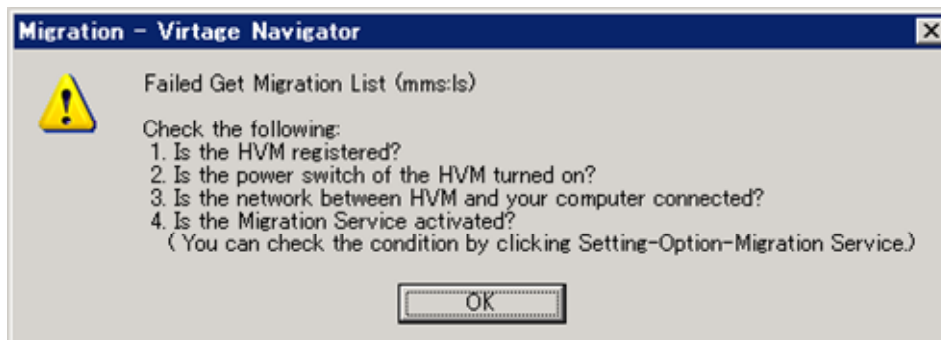 Migration - Virtage Navigator
Failed Get Migration List (mms:ls)
Check the following:
1. Is the HVM registered?
2. Is the power switch of the HVM turned on?
3. Is the network between HVM and your computer connected?
4. Is the Migration Service activated?
( You can check the condition by clicking Setting-Option-Migration Service.)
OK